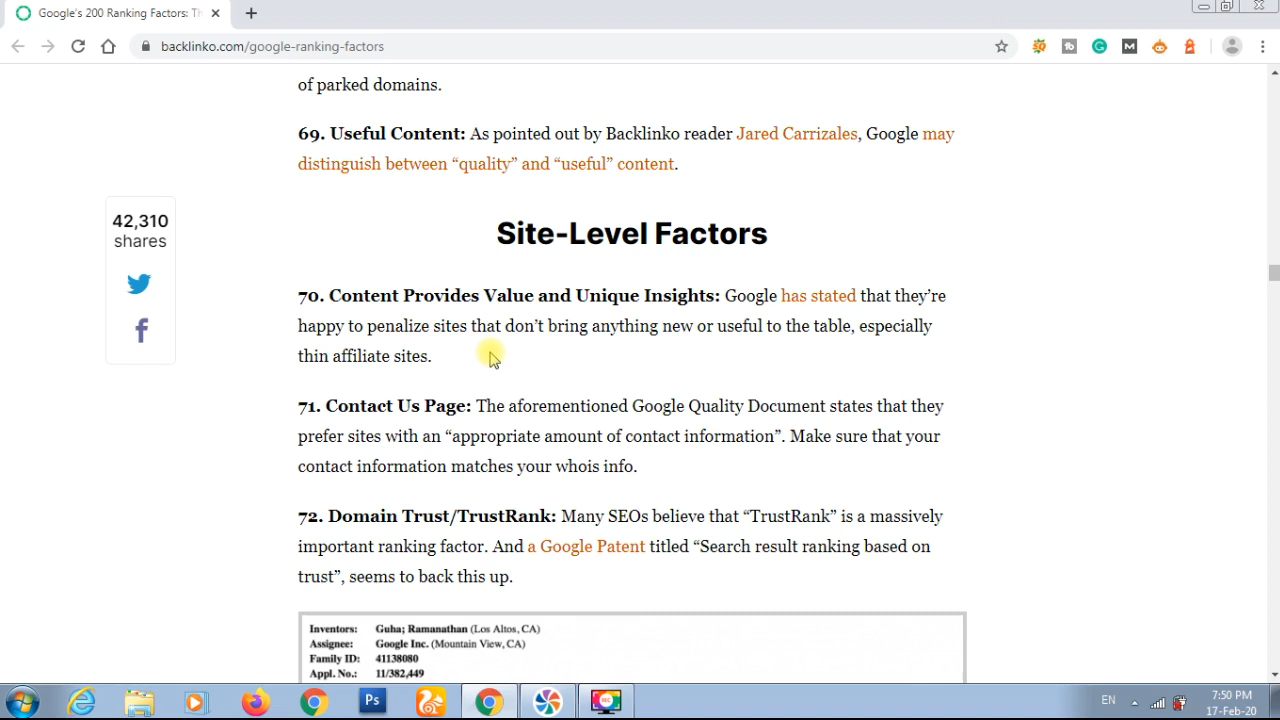 Google's 200 Ranking Factors: Th
backlinko.com/google-ranking-factors
of parked domains.
69. Useful Content: As pointed out by Backlinko reader Jared Carrizales, Google may
distinguish between “quality” and “useful” content.
42,310
shares
Site-Level Factors
70. Content Provides Value and Unique Insights: Google has stated that they’re
happy to penalize sites that don’t bring anything new or useful to the table, especially
thin affiliate sites.
71. Contact Us Page: The aforementioned Google Quality Document states that they
prefer sites with an “appropriate amount of contact information”. Make sure that your
contact information matches your whois info.
72. Domain Trust/TrustRank: Many SEOs believe that “TrustRank” is a massively
important ranking factor. And a Google Patent titled “Search result ranking based on
trust”, seems to back this up.
Inventors: Guha; Ramanathan (Los Altos, CA)
Assignee: Google Inc. (Mountain View, CA)
Family ID: 41138080
Appl. No.: 11/382,449
Ps
EN
7:50 PM
17-Feb-20